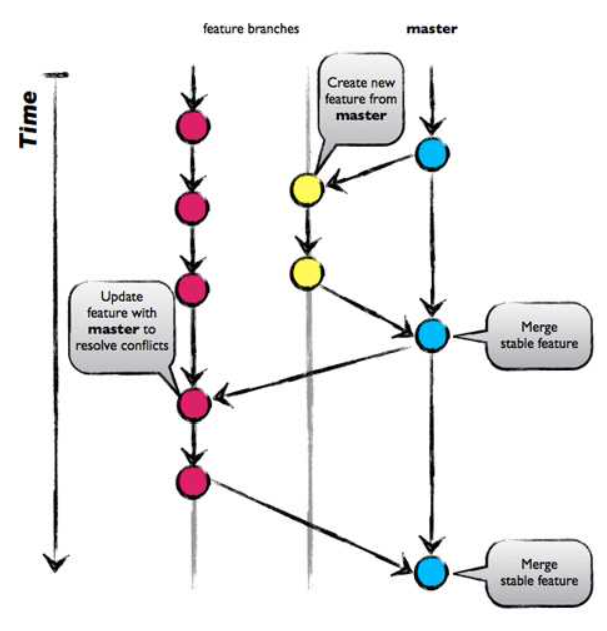 feature branches
master
Time
Create new
feature from
master
Update
feature with
master to
resolve conflicts
Merge
stable feature
Merge
stable feature